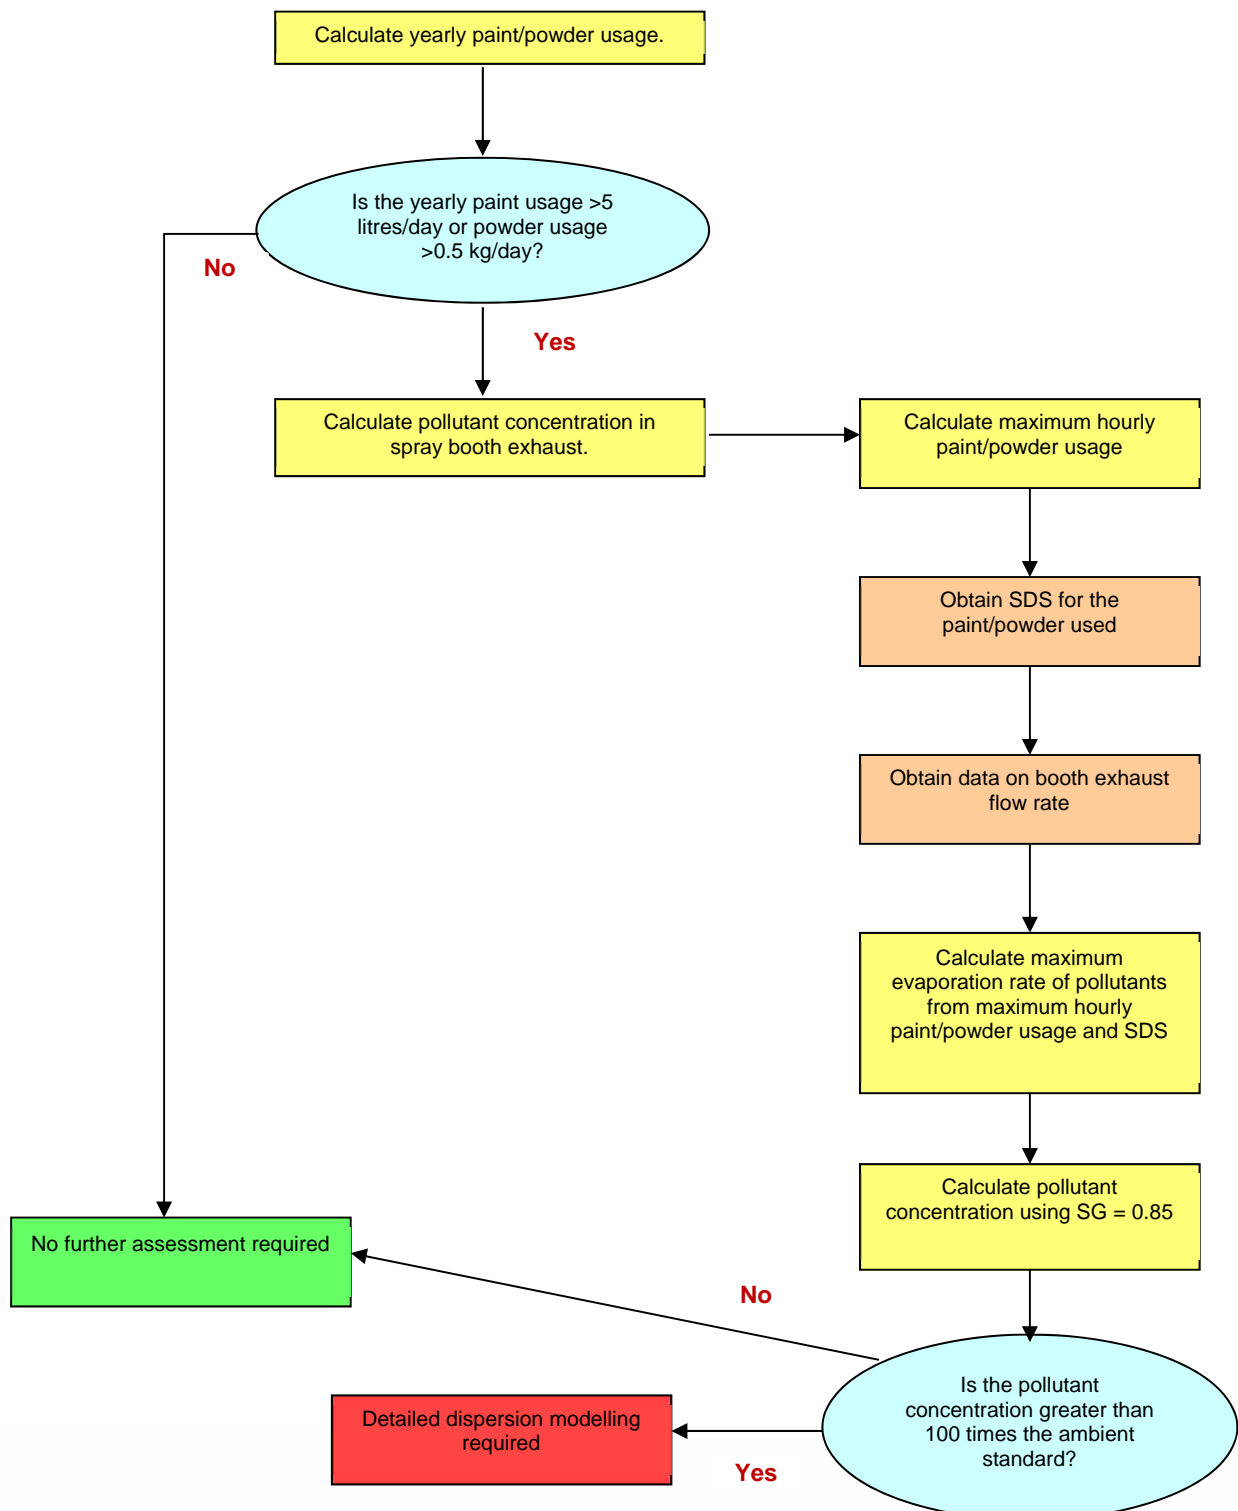 Calculate yearly paint/powder usage.
Is the yearly paint usage >5
litres/day or powder usage
>0.5 kg/day?
No
Yes
Calculate pollutant concentration in
spray booth exhaust.
Calculate maximum hourly
paint/powder usage
Obtain SDS for the
paint/powder used
Obtain data on booth exhaust
flow rate
Calculate maximum
evaporation rate of pollutants
from maximum hourly
paint/powder usage and SDS
Calculate pollutant
concentration using SG = 0.85
No further assessment required
No
Is the pollutant
concentration greater than
100 times the ambient
standard?
Detailed dispersion modelling
required
Yes